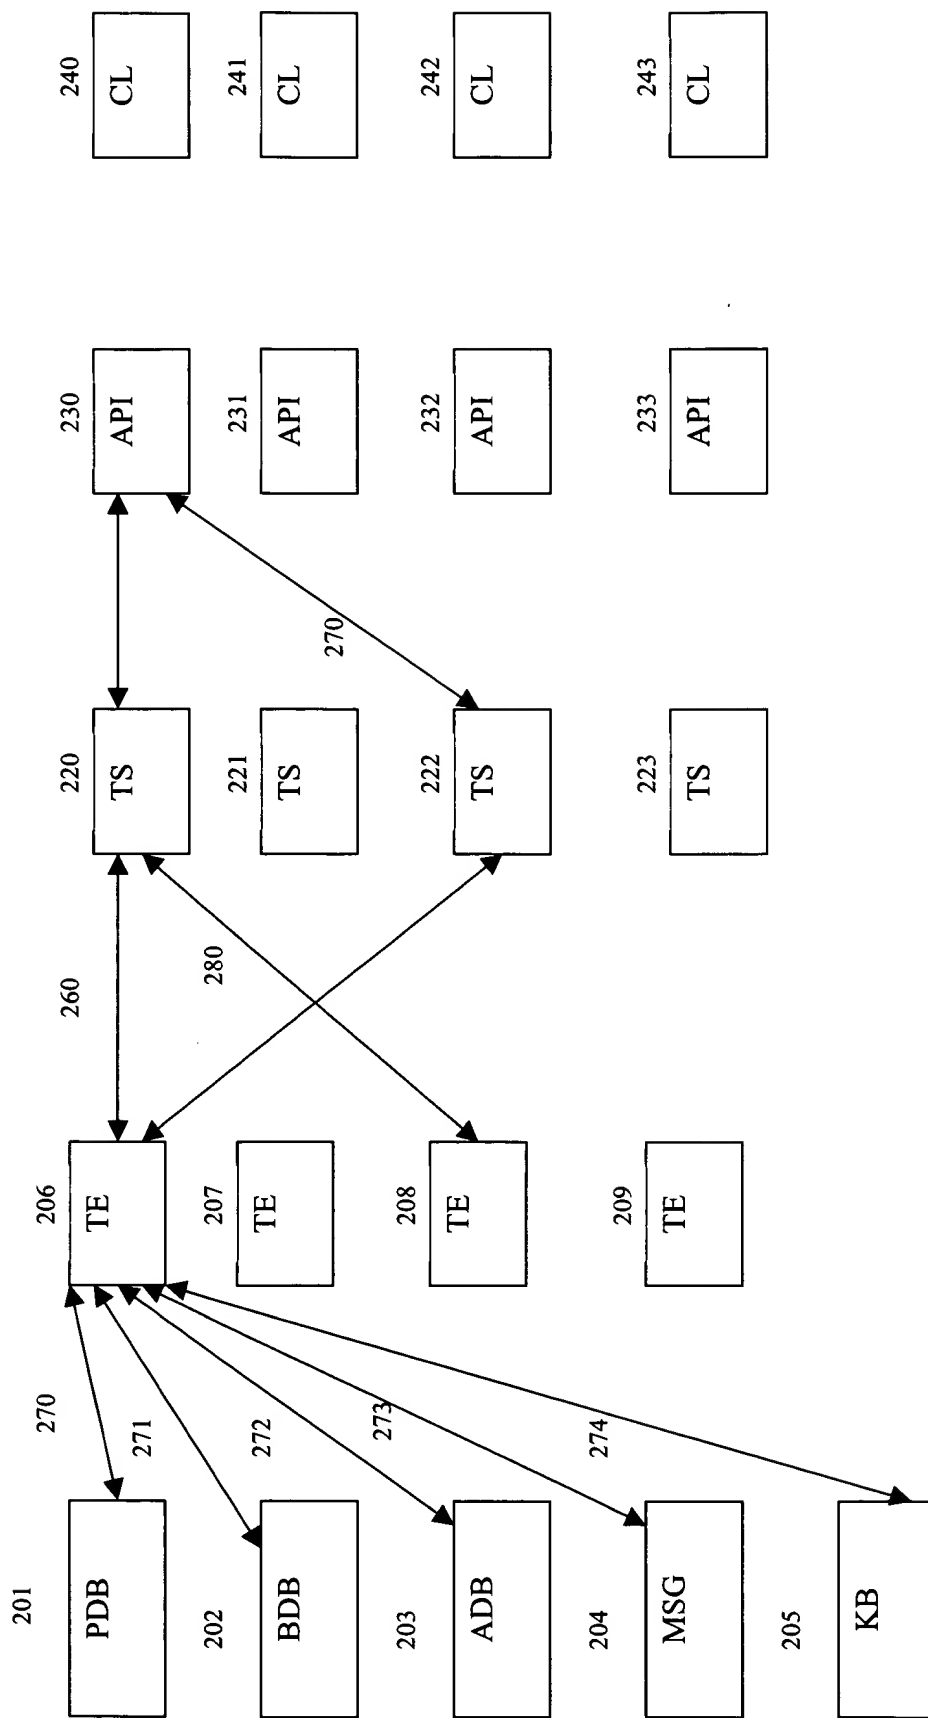 201
PDB
202
BDB
203
ADB
204
MSG
205
KB
270
271
272
273
274
206
TE
207
TE
208
TE
209
TE
260
280
220
TS
221
TS
222
TS
223
TS
270
230
API
231
API
232
API
233
API
240
CL
241
CL
242
CL
243
CL